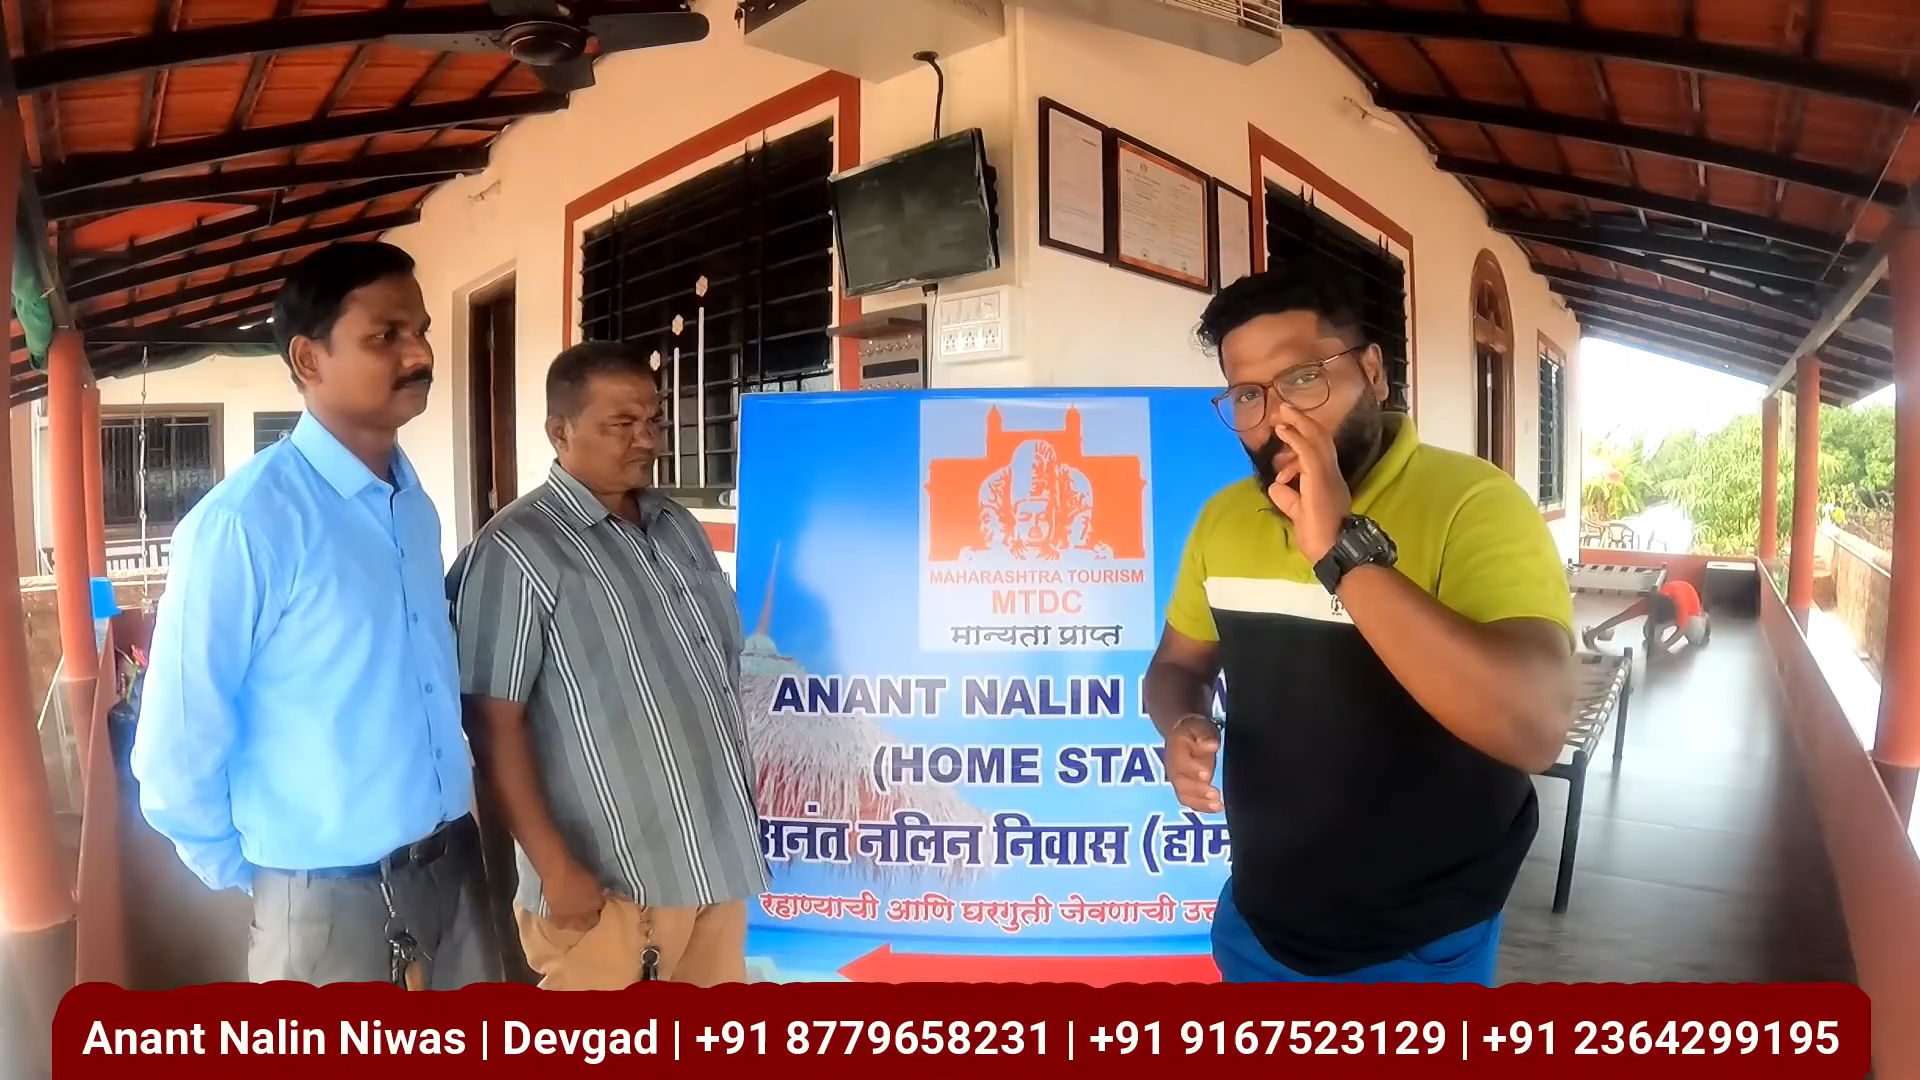 MAHARASHTRA TOURISM
MTDC
मान्यता प्राप्त
ANANT NALIN
(HOME STAY
अनंत नलिन निवास (होम
रहाण्याची आणि घरगुती जेवणाची
Anant Nalin Niwas | Devgad | +91 8779658231 | +91 9167523129 | +91 2364299195